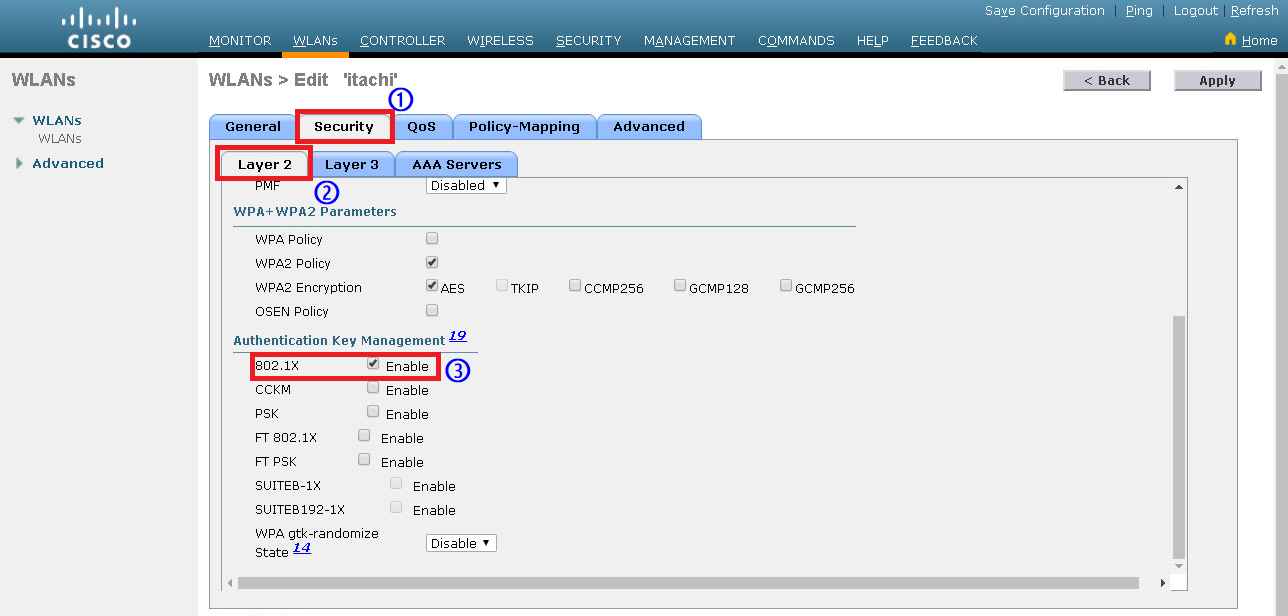 Save Configuration | Ping | Logout | Refresh
CISCO
MONITOR WLANs CONTROLLER WIRELESS SECURITY MANAGEMENT COMMANDS HELP FEEDBACK Home
WLANs
WLANs > Edit 'itachi'
< Back Apply
1
WLANs
WLANs
Advanced
General Security QoS Policy-Mapping Advanced
Layer 2 Layer 3 AAA Servers
2
PMF Disabled
WPA+WPA2 Parameters
WPA Policy
WPA2 Policy
WPA2 Encryption AES TKIP CCMP256 GCMP128 GCMP256
OSEN Policy
Authentication Key Management 19
802.1X Enable
3
CCKM Enable
PSK Enable
FT 802.1X Enable
FT PSK Enable
SUITEB-1X Enable
SUITEB192-1X Enable
WPA gtk-randomize
State 14 Disable